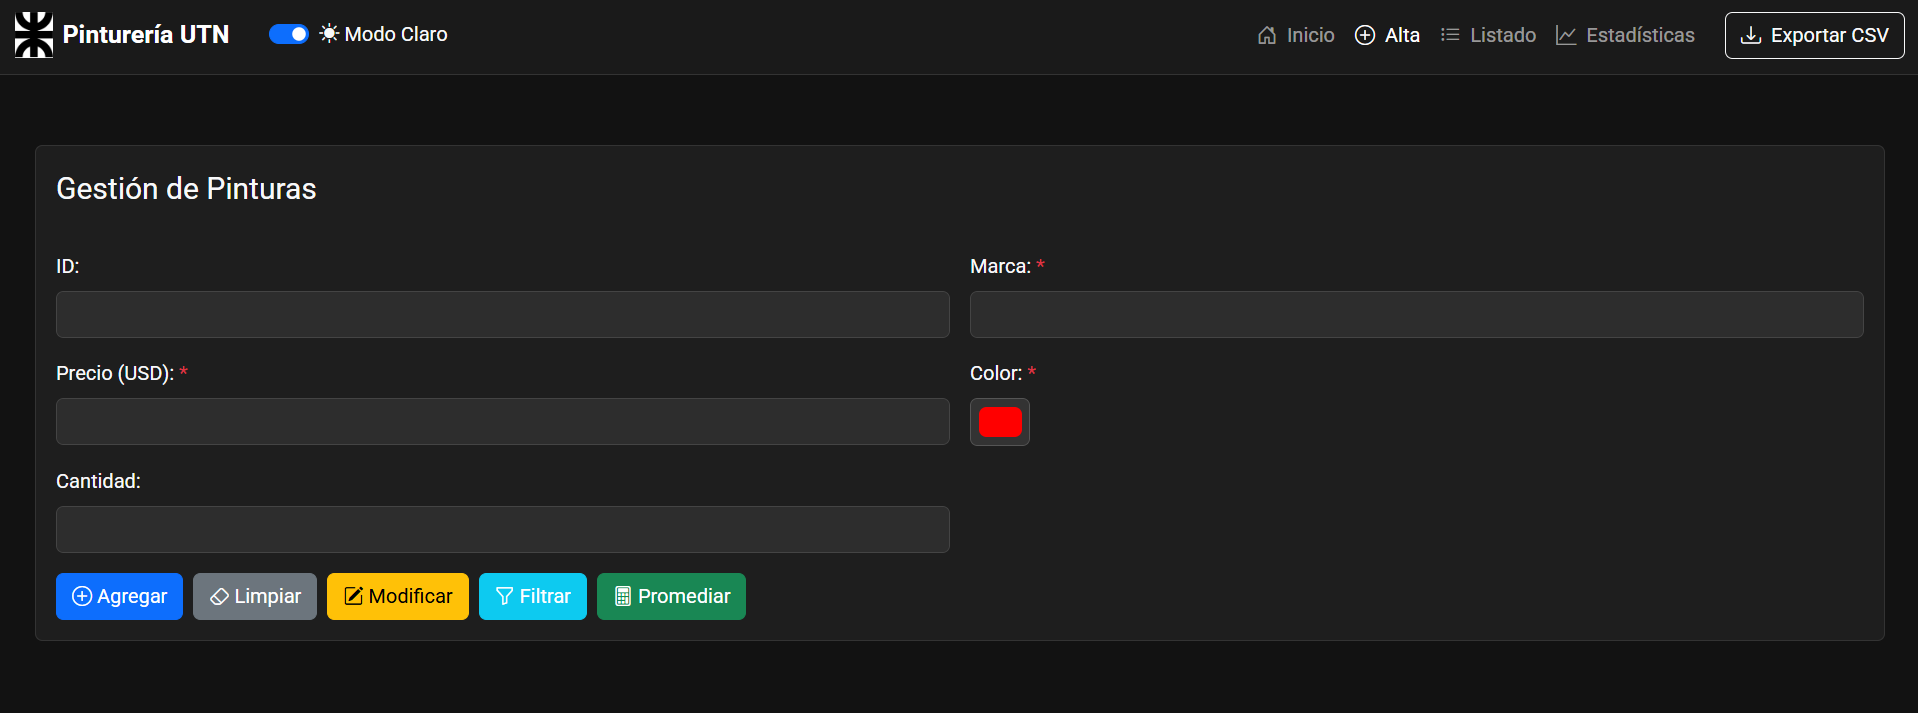 Pinturería UTN
Modo Claro
Inicio
Alta
Listado
Estadísticas
Exportar CSV
Gestión de Pinturas
ID:
Marca: *
Precio (USD): *
Color: *
Cantidad:
Agregar
Limpiar
Modificar
Filtrar
Promediar